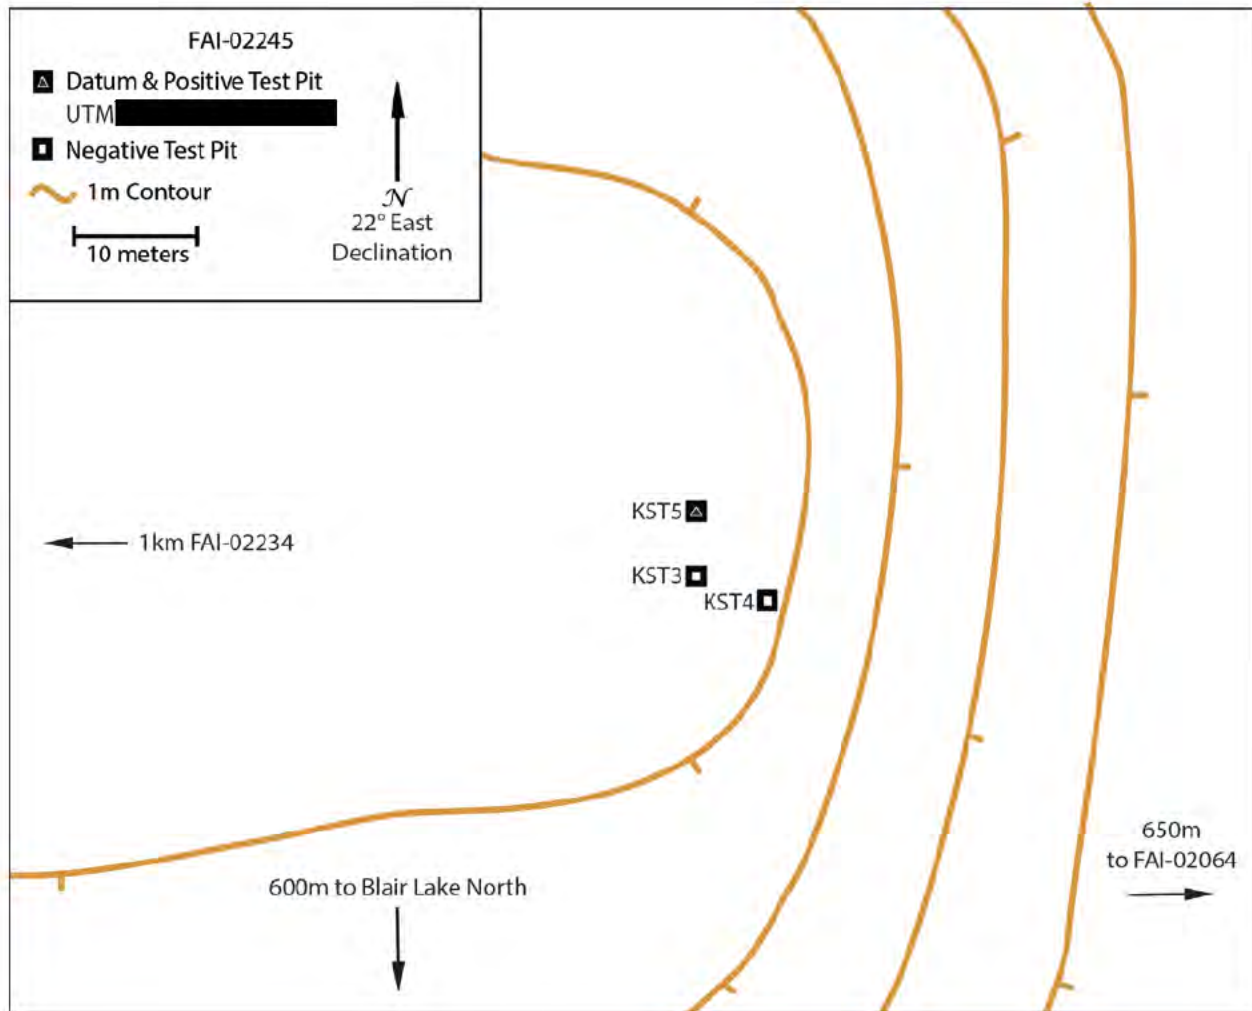 FAI-02245
Datum & Positive Test Pit
UTM
Negative Test Pit
1m Contour
10 meters
N
22° East
Declination
KST5
1km FAI-02234
KST3
KST4
650m
to FAI-02064
600m to Blair Lake North